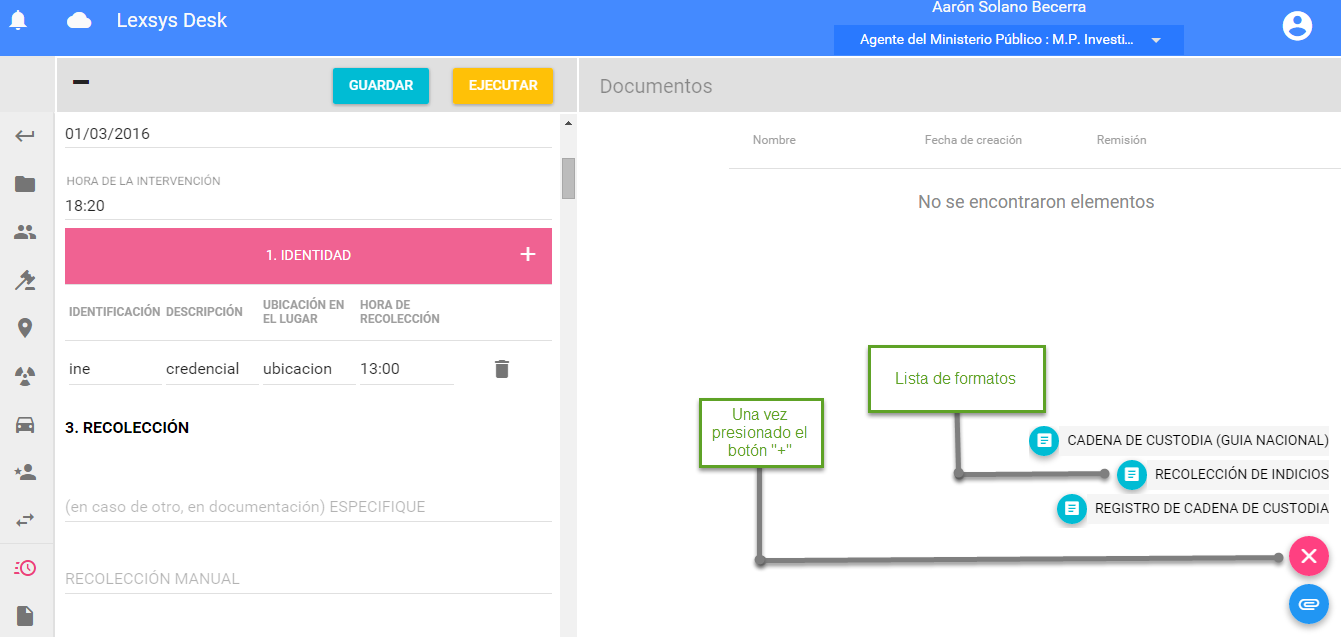 Lexsys Desk
Aarón Solano Becerra
Agente del Ministerio Público : M.P. Investi...
GUARDAR
EJECUTAR
01/03/2016
HORA DE LA INTERVENCIÓN
18:20
1. IDENTIDAD
+
IDENTIFICACIÓN DESCRIPCIÓN UBICACIÓN EN HORA DE
EL LUGAR RECOLECCIÓN
ine credencial ubicacion 13:00
3. RECOLECCIÓN
(en caso de otro, en documentación) ESPECIFIQUE
RECOLECCIÓN MANUAL
Documentos
Nombre Fecha de creación Remisión
No se encontraron elementos
Lista de formatos
Una vez
presionado el
botón "+"
CADENA DE CUSTODIA (GUIA NACIONAL)
RECOLECCIÓN DE INDICIOS
REGISTRO DE CADENA DE CUSTODIA